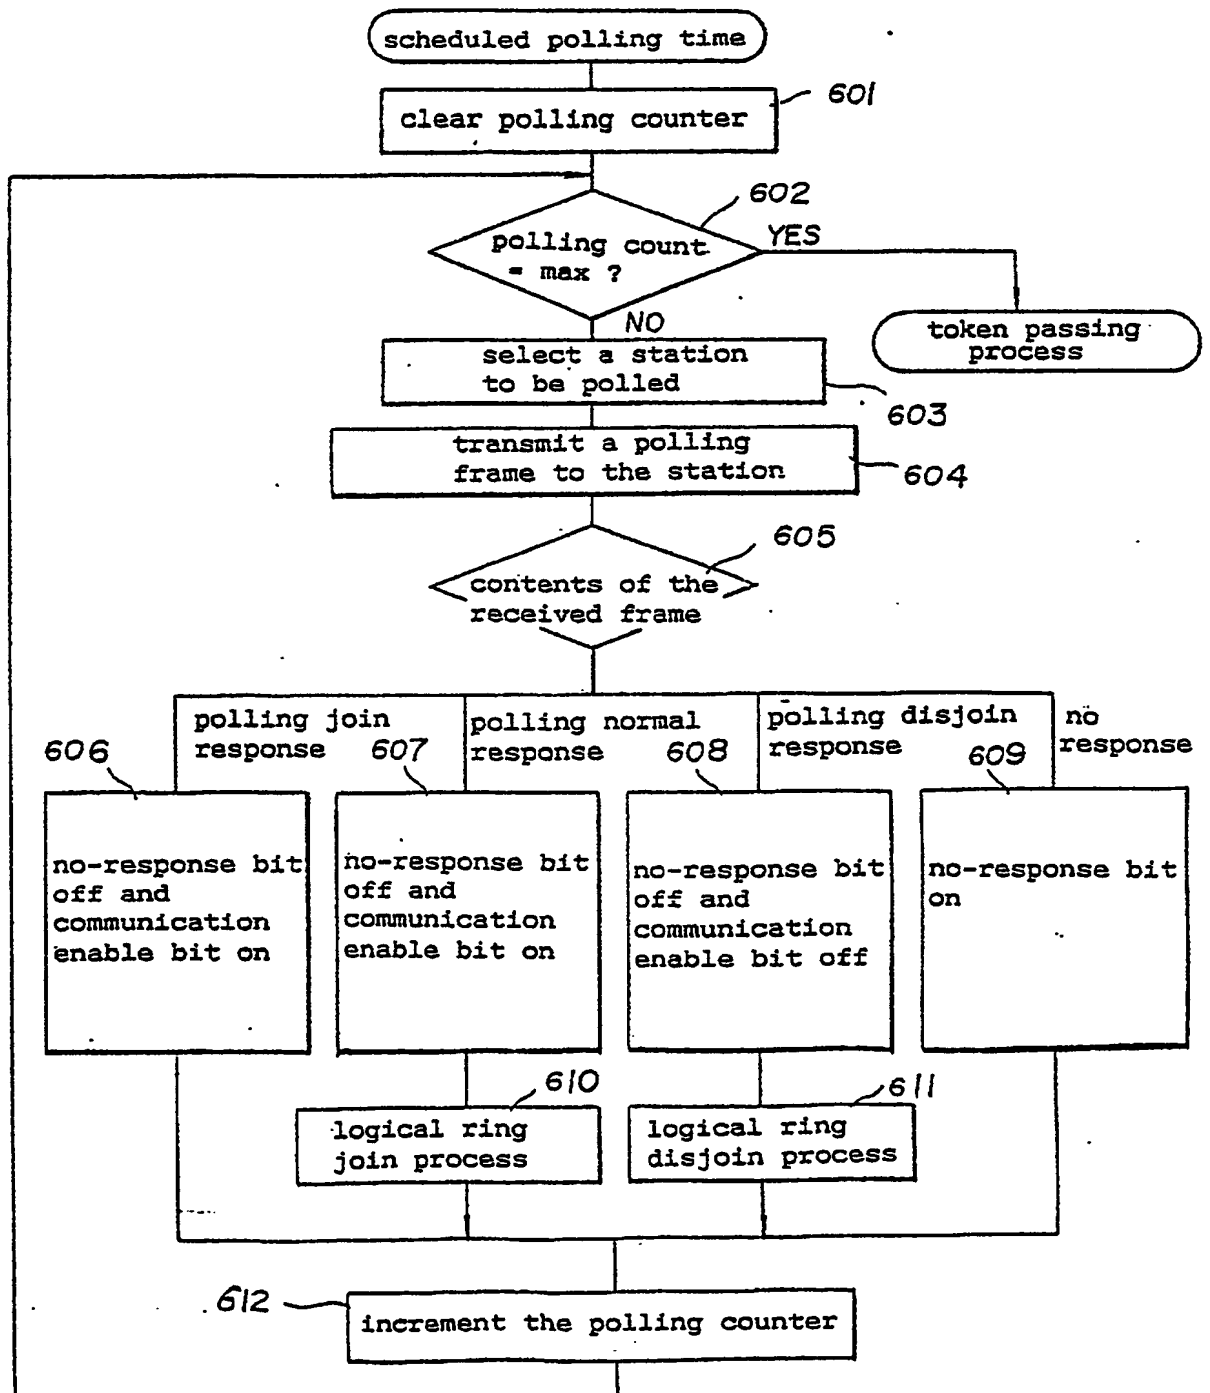 scheduled polling time
601
clear polling counter
602
polling count
= max ?
YES
NO
token passing
process
select a station
to be polled
603
transmit a polling
frame to the station
604
605
contents of the
received frame
polling join
response
polling normal
response
polling disjoin
response
no
response
606
607
608
609
no-response bit
off and
communication
enable bit on
no-response bit
off and
communication
enable bit on
no-response bit
off and
communication
enable bit off
no-response bit
on
610
611
logical ring
join process
logical ring
disjoin process
612
increment the polling counter